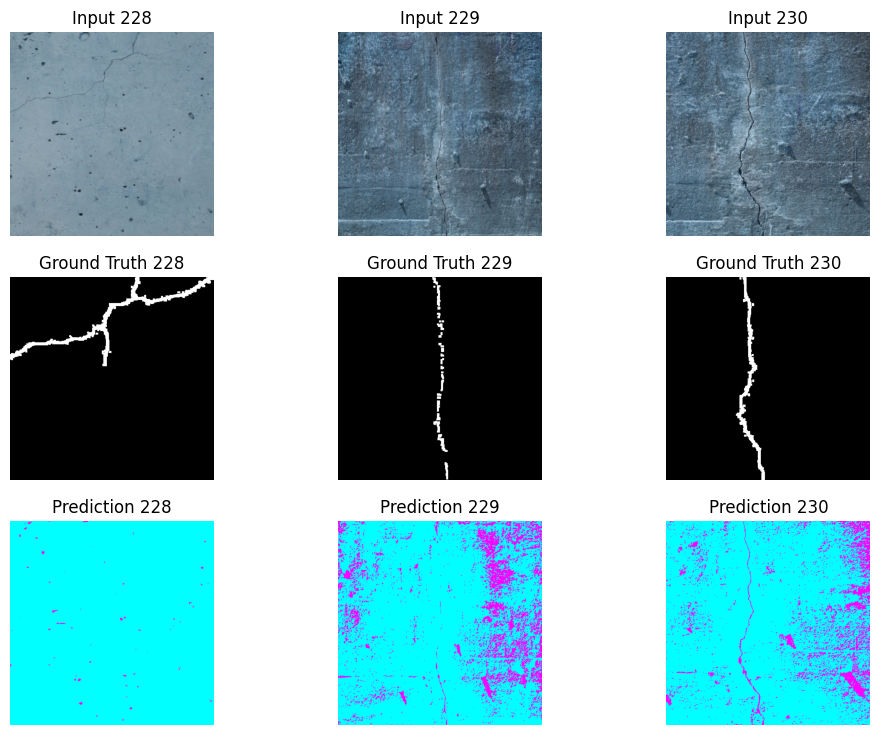 Input 228
Input 229
Input 230
Ground Truth 228
Ground Truth 229
Ground Truth 230
Prediction 228
Prediction 229
Prediction 230